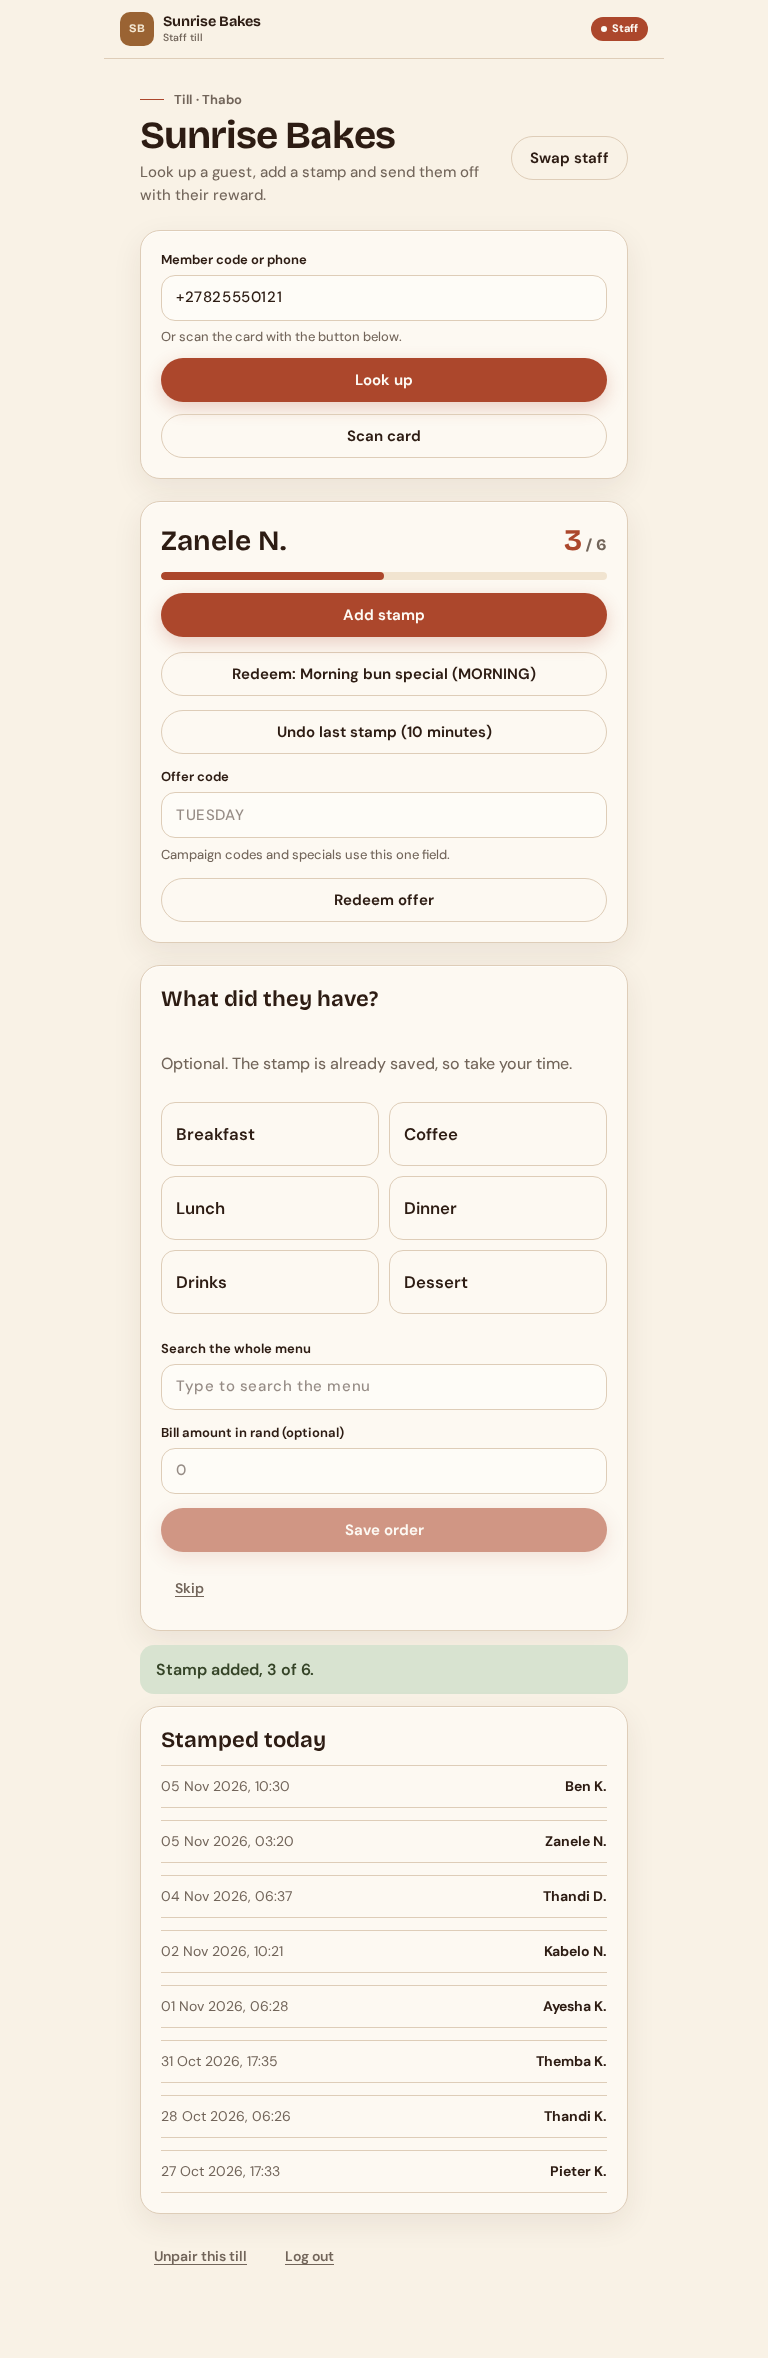 SB
Sunrise Bakes
Staff till
Staff
Till · Thabo
Sunrise Bakes
Look up a guest, add a stamp and send them off
with their reward.
Swap staff
Member code or phone
+27825550121
Or scan the card with the button below.
Look up
Scan card
Zanele N.
3 / 6
Add stamp
Redeem: Morning bun special (MORNING)
Undo last stamp (10 minutes)
Offer code
TUESDAY
Campaign codes and specials use this one field.
Redeem offer
What did they have?
Optional. The stamp is already saved, so take your time.
Breakfast
Coffee
Lunch
Dinner
Drinks
Dessert
Search the whole menu
Type to search the menu
Bill amount in rand (optional)
0
Save order
Skip
Stamp added, 3 of 6.
Stamped today
05 Nov 2026, 10:30 Ben K.
05 Nov 2026, 03:20 Zanele N.
04 Nov 2026, 06:37 Thandi D.
02 Nov 2026, 10:21 Kabelo N.
01 Nov 2026, 06:28 Ayesha K.
31 Oct 2026, 17:35 Themba K.
28 Oct 2026, 06:26 Thandi K.
27 Oct 2026, 17:33 Pieter K.
Unpair this till
Log out